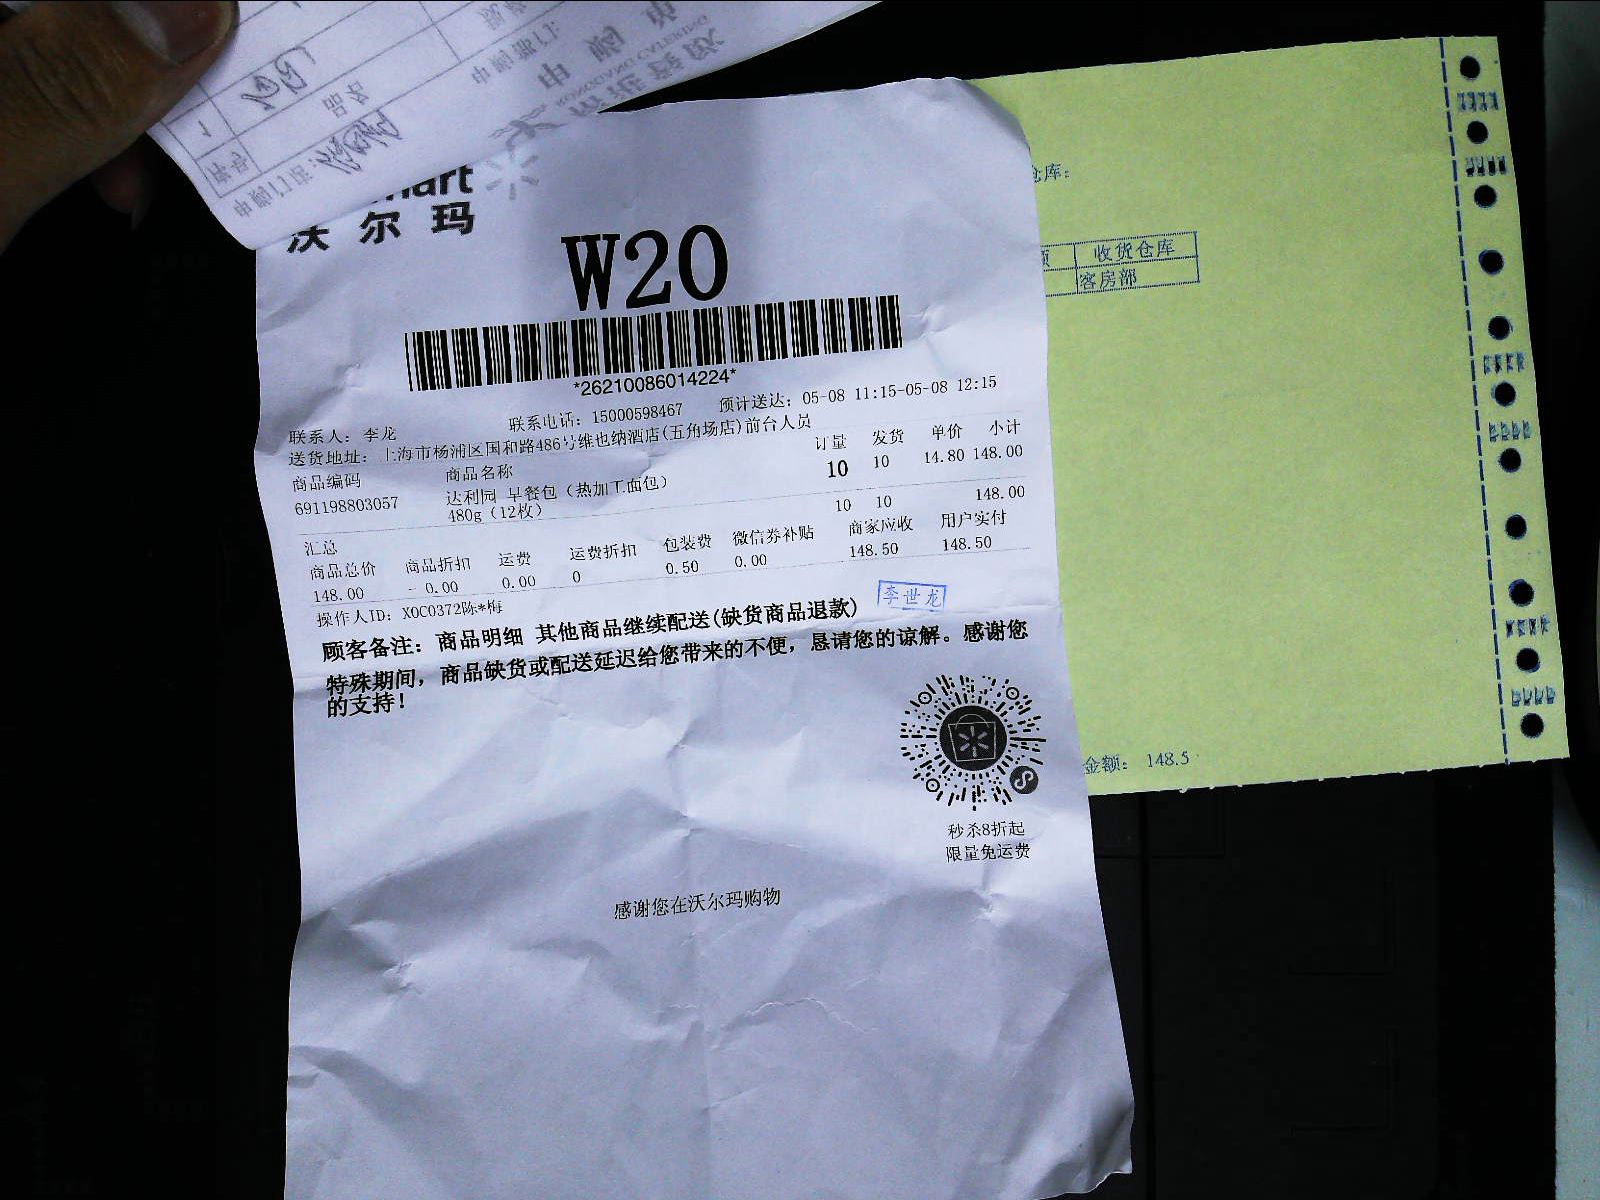 mart
沃尔玛
W20
*26210086014224*
联系人：李龙 联系电话：15000598467 预计送达：05-08 11:15-05-08 12:15
送货地址：上海市杨浦区国和路486号维也纳酒店(五角场店)前台人员
商品编码 商品名称 订量 发货 单价 小计
691198803057 达利园 早餐包（热加工面包） 10 10 14.80 148.00
480g（12枚）
汇总 10 10 148.00
商品总价 商品折扣 运费 运费折扣 包装费 微信券补贴 商家应收 用户实付
148.00 - 0.00 0.00 0 0.50 0.00 148.50 148.50
操作人ID：XOC0372陈*梅
李世龙
顾客备注：商品明细 其他商品继续配送(缺货商品退款)
特殊期间，商品缺货或配送延迟给您带来的不便，恳请您的谅解。感谢您
的支持！
秒杀8折起
限量免运费
感谢您在沃尔玛购物
仓库：
收货仓库
客房部
金额： 148.5